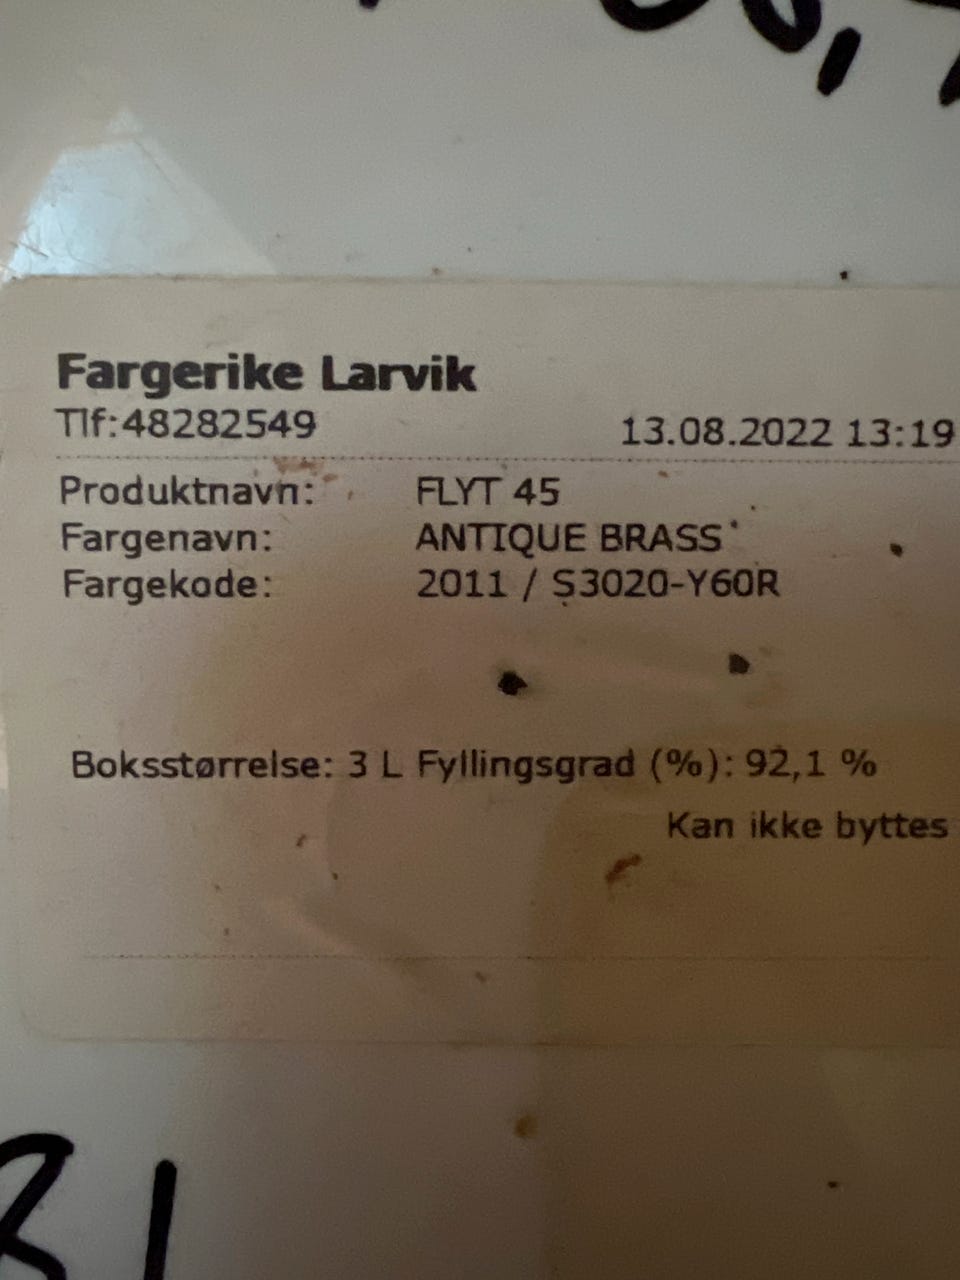 Fargerike Larvik
Tlf:48282549 13.08.2022 13:19
Produktnavn: FLYT 45
Fargenavn: ANTIQUE BRASS
Fargekode: 2011 / S3020-Y60R
Boksstørrelse: 3 L Fyllingsgrad (%): 92,1 %
Kan ikke byttes